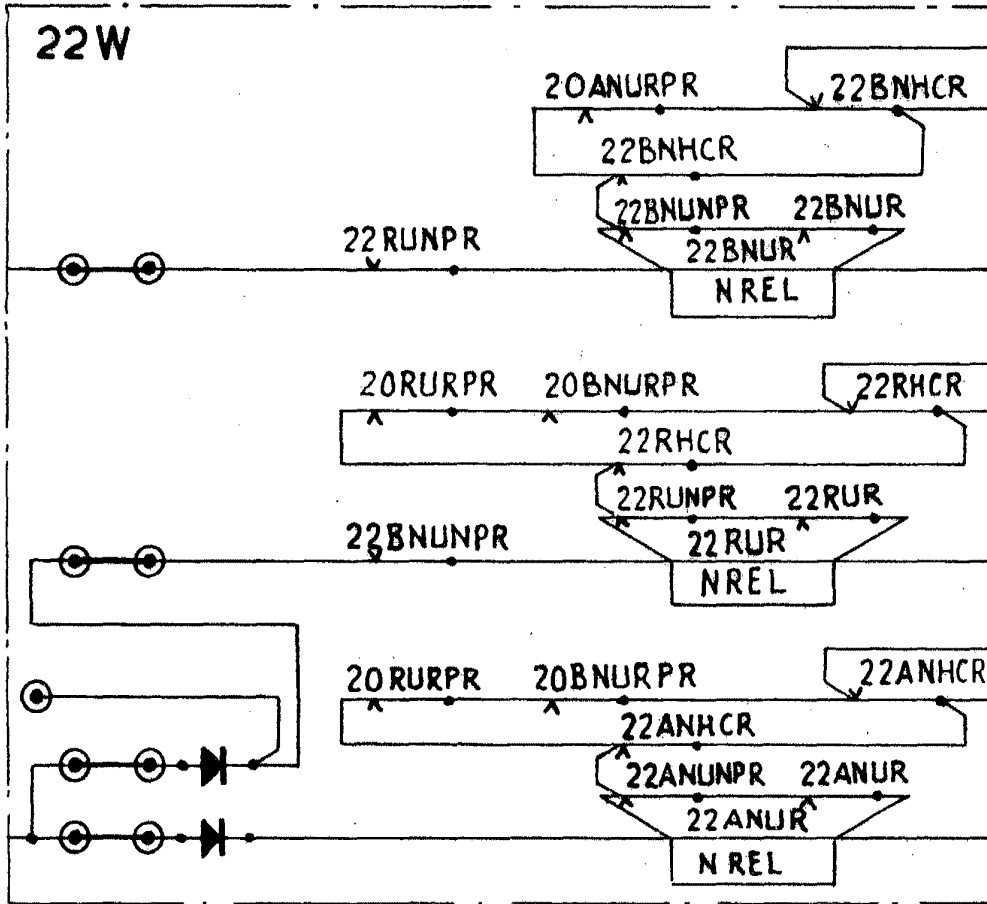 22W
20ANURPR 22BNHCR
22BNHCR
22BNUNPR 22BNUR
22RUNPR 22BNUR
NREL
20RURPR 20BNURPR 22RHCR
22RHCR
22RUNPR 22RUR
22BNUNPR 22RUR
NREL
20RURPR 20BNURPR 22ANHCR
22ANHCR
22ANUNPR 22ANUR
22ANUR
NREL